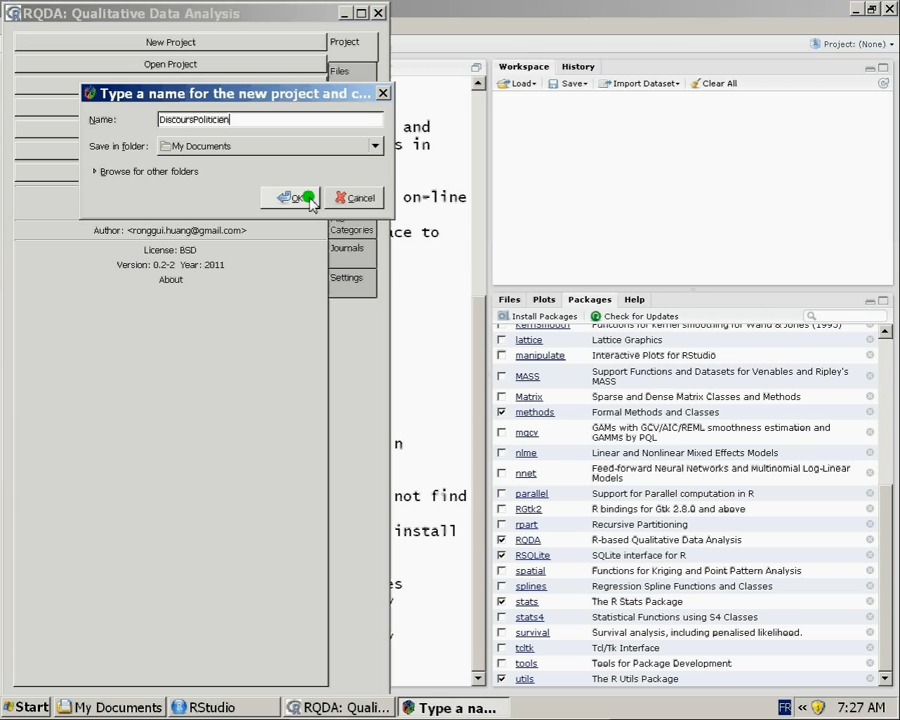 RQDA: Qualitative Data Analysis
New Project
Project
Open Project
Files
Type a name for the new project and c...
Name:
DiscoursPoliticien
Save in folder:
My Documents
Browse for other folders
OK
Cancel
Categories
Author: <ronggui.huang@gmail.com>
Journals
License: BSD
Version: 0.2-2 Year: 2011
About
Settings
and
s in
on-line
ace to
n
not find
install
es
Project: (None)
Workspace
History
Load
Save
Import Dataset
Clear All
Files
Plots
Packages
Help
Install Packages
Check for Updates
KernSmooth Functions for kernel smoothing for Wand & Jones (1995)
lattice Lattice Graphics
manipulate Interactive Plots for RStudio
MASS Support Functions and Datasets for Venables and Ripley's
MASS
Matrix Sparse and Dense Matrix Classes and Methods
methods Formal Methods and Classes
mgcv GAMs with GCV/AIC/REML smoothness estimation and
GAMMs by PQL
nlme Linear and Nonlinear Mixed Effects Models
nnet Feed-forward Neural Networks and Multinomial Log-Linear
Models
parallel Support for Parallel computation in R
RGtk2 R bindings for Gtk 2.8.0 and above
rpart Recursive Partitioning
RQDA R-based Qualitative Data Analysis
RSQLite SQLite interface for R
spatial Functions for Kriging and Point Pattern Analysis
splines Regression Spline Functions and Classes
stats The R Stats Package
stats4 Statistical Functions using S4 Classes
survival Survival analysis, including penalised likelihood.
tcltk Tcl/Tk Interface
tools Tools for Package Development
utils The R Utils Package
Start
My Documents
RStudio
RQDA: Quali...
Type a na...
FR
7:27 AM